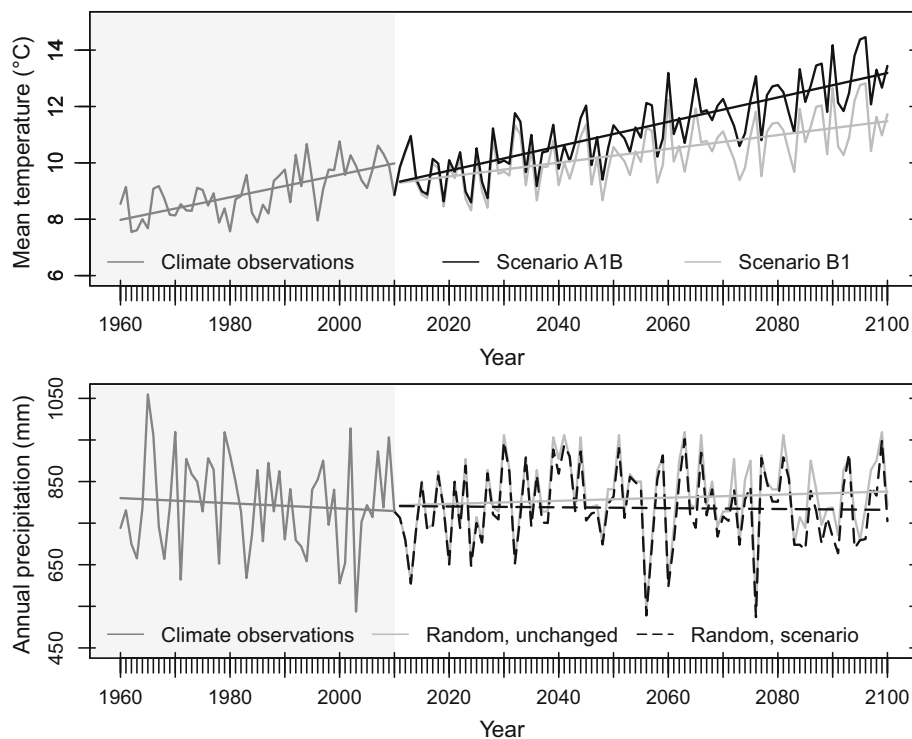 Mean temperature (°C)
14
12
10
8
6
Climate observations Scenario A1B Scenario B1
1960 1980 2000 2020 2040 2060 2080 2100
Year
Annual precipitation (mm)
1050
850
650
450
Climate observations Random, unchanged Random, scenario
1960 1980 2000 2020 2040 2060 2080 2100
Year